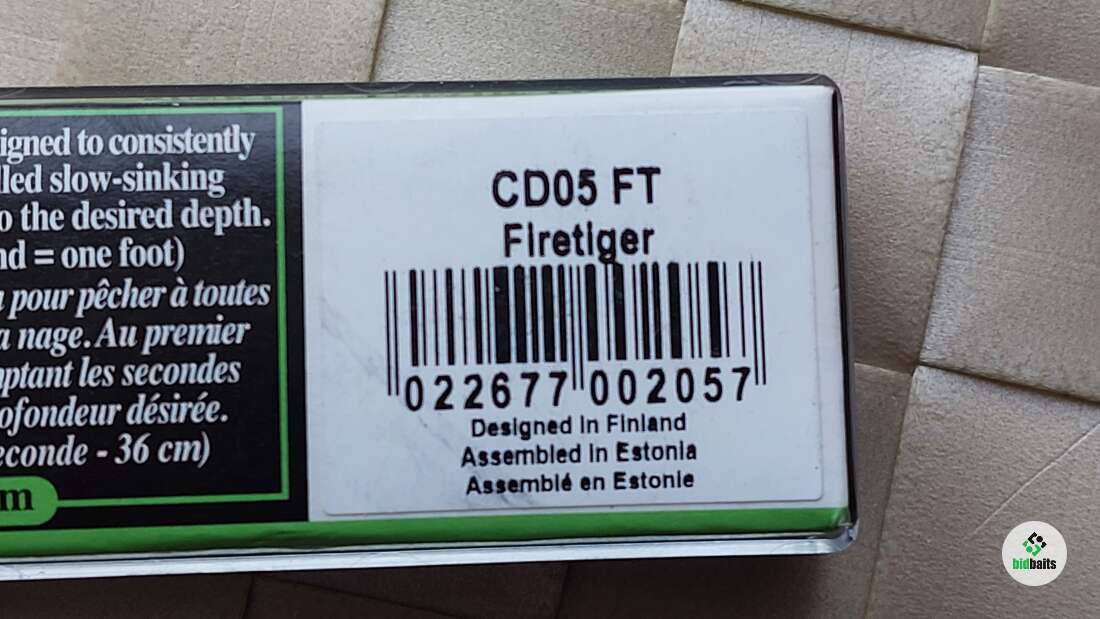 igned to consistently
lled slow-sinking
o the desired depth.
nd = one foot)
pour pêcher à toutes
a nage. Au premier
ptant les secondes
ofondeur désirée.
econde - 36 cm)
m
CD05 FT
Firetiger
022677 002057
Designed in Finland
Assembled in Estonia
Assemblé en Estonie
bidbaits